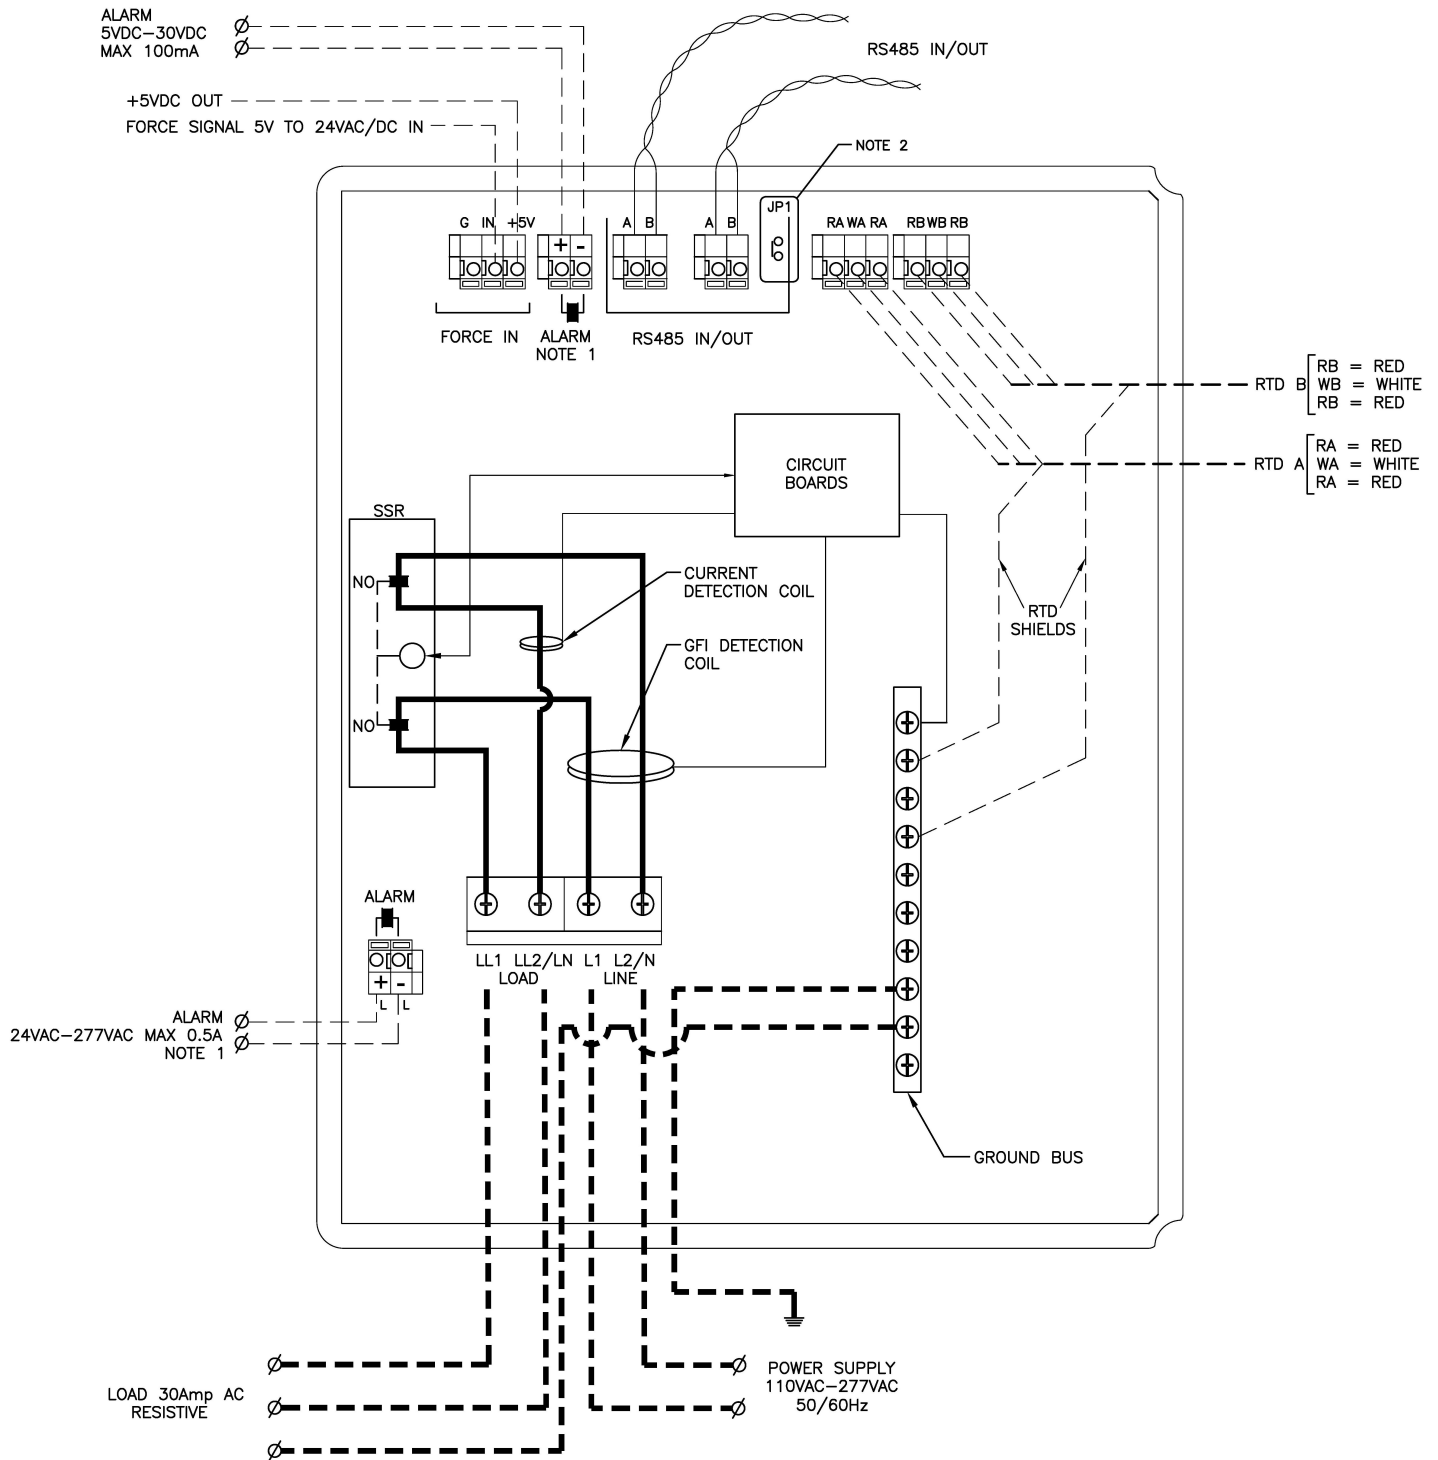 ALARM
5VDC-30VDC
MAX 100mA
+5VDC OUT
FORCE SIGNAL 5V TO 24VAC/DC IN
RS485 IN/OUT
NOTE 2
G IN +5V
+ -
A B
A B
JP1
RA WA RA
RB WB RB
FORCE IN
ALARM
NOTE 1
RS485 IN/OUT
RTD B
RB = RED
WB = WHITE
RB = RED
RTD A
RA = RED
WA = WHITE
RA = RED
CIRCUIT
BOARDS
SSR
NO
NO
CURRENT
DETECTION COIL
GFI DETECTION
COIL
RTD
SHIELDS
ALARM
+ -
L L
LL1 LL2/LN L1 L2/N
LOAD LINE
ALARM
24VAC-277VAC MAX 0.5A
NOTE 1
GROUND BUS
LOAD 30Amp AC
RESISTIVE
POWER SUPPLY
110VAC-277VAC
50/60Hz